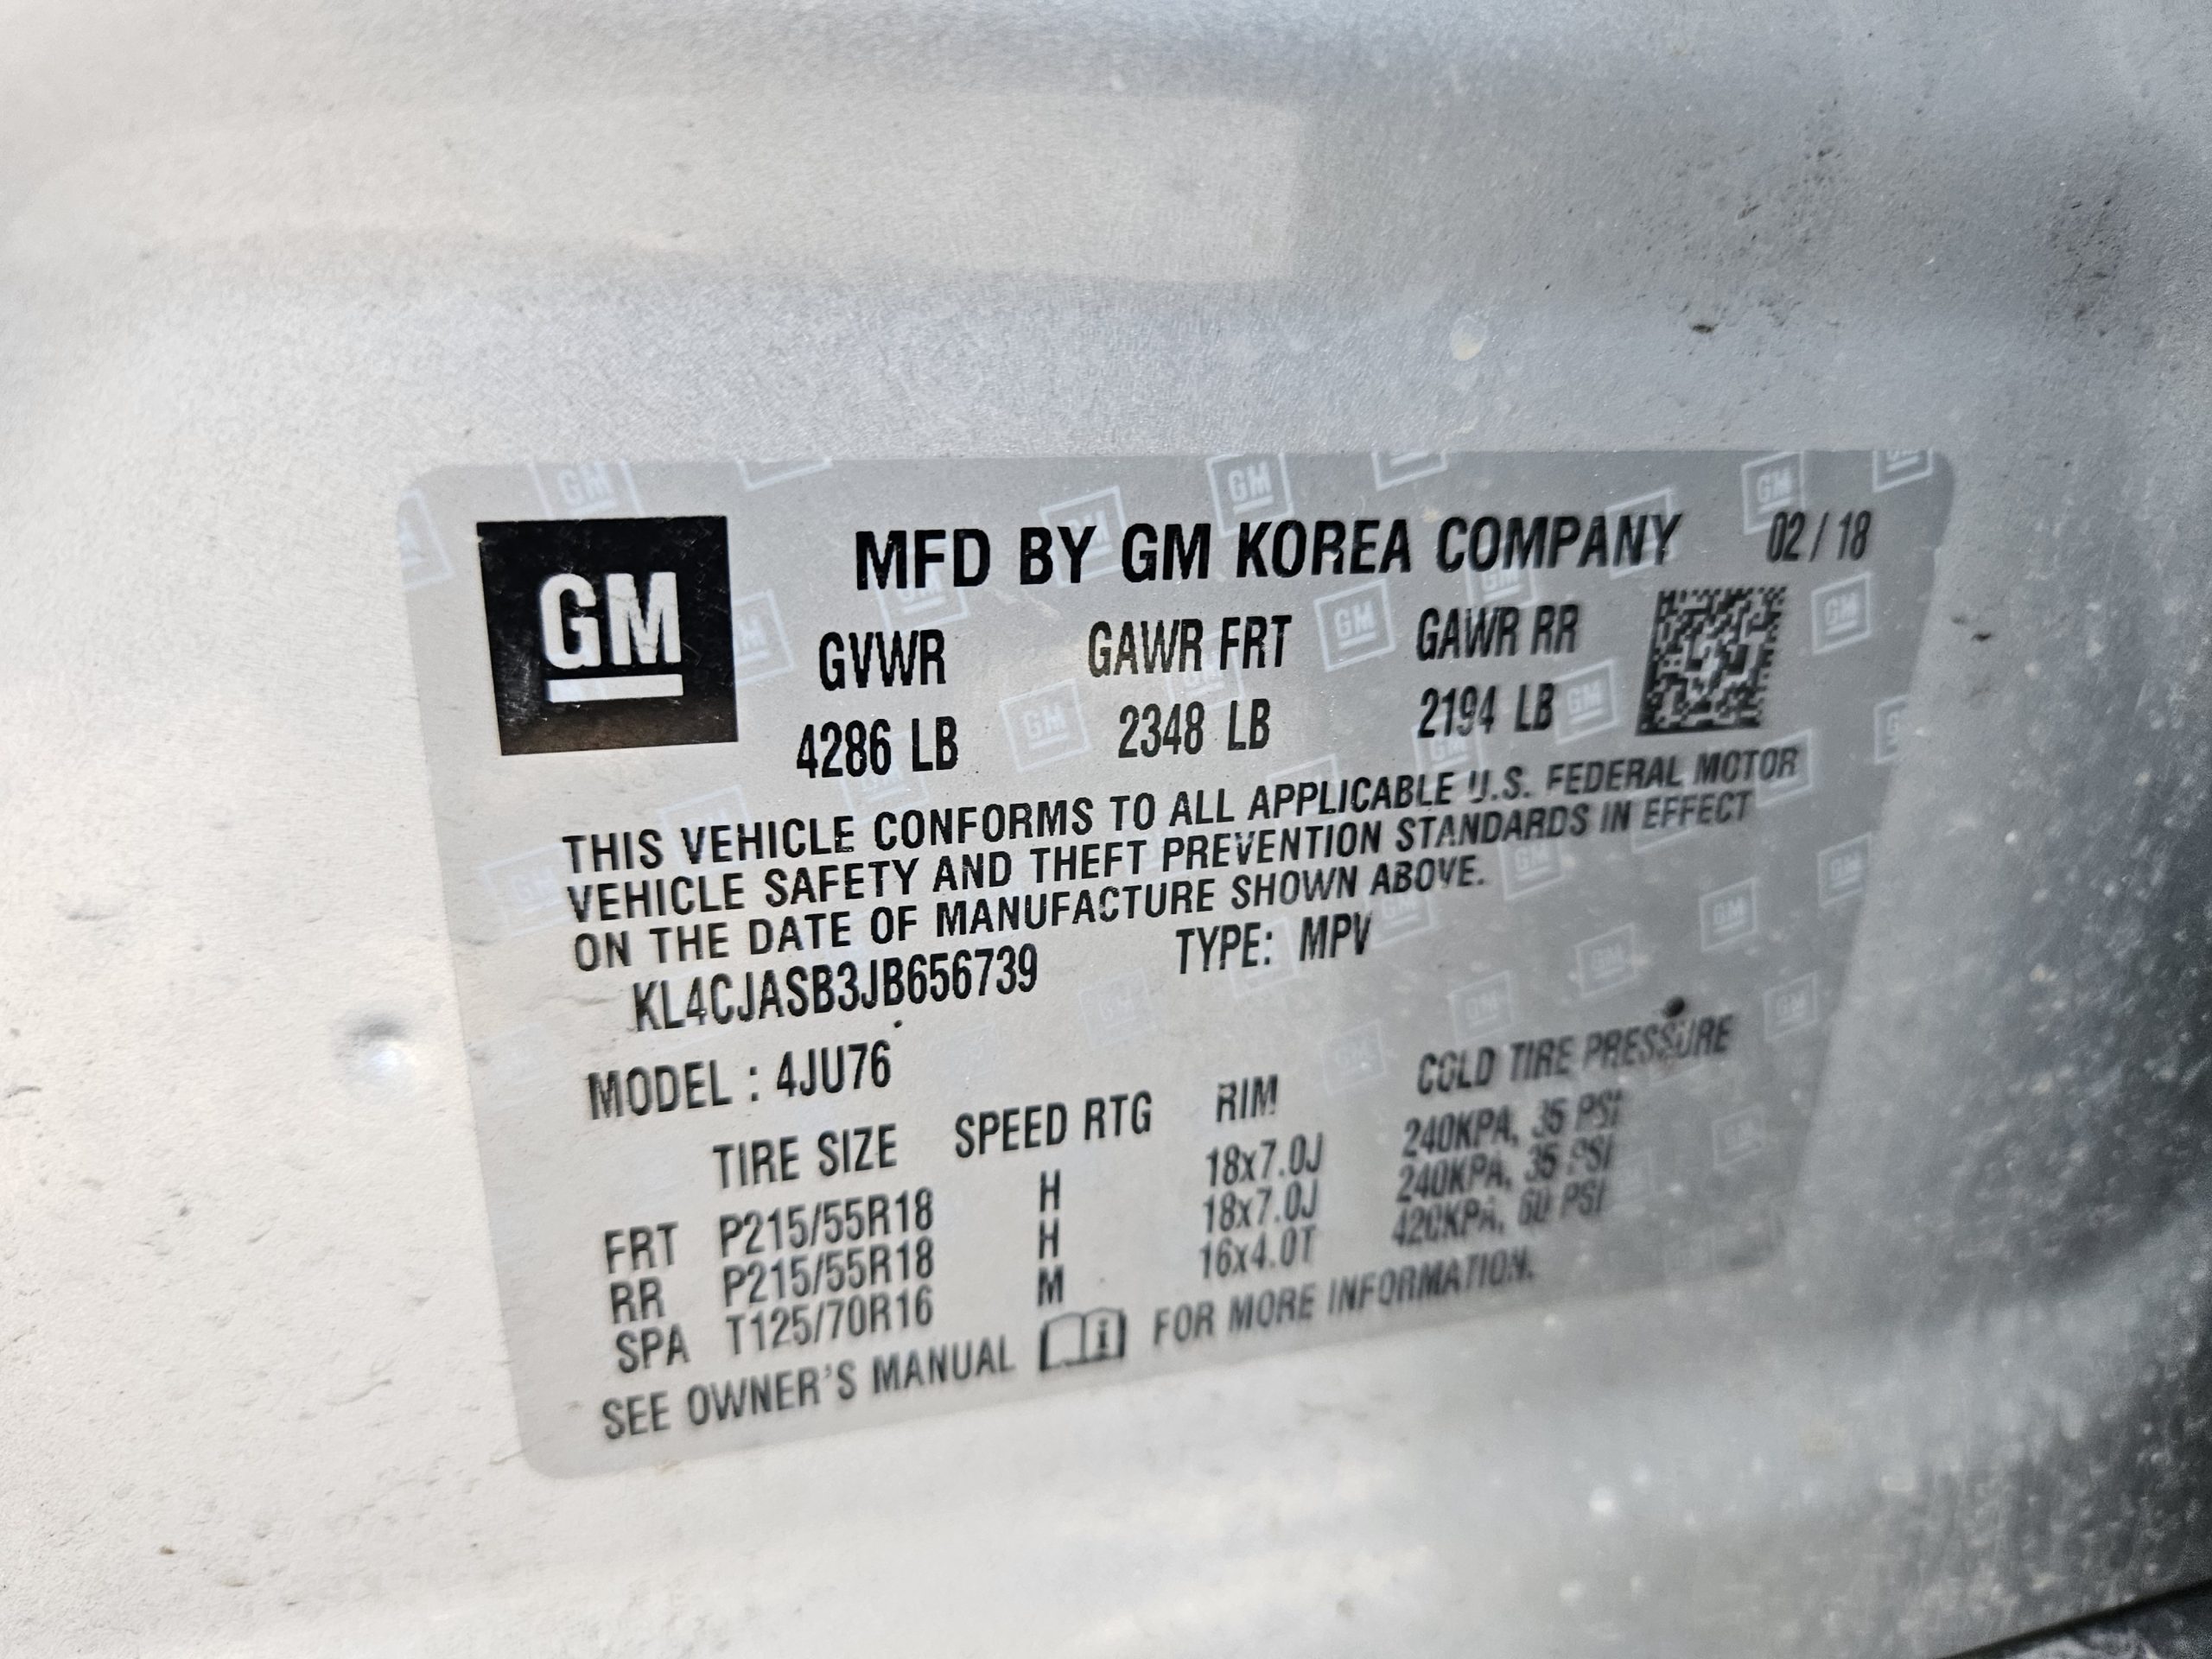 GM
MFD BY GM KOREA COMPANY 02/18
GVWR GAWR FRT GAWR RR
4286 LB 2348 LB 2194 LB
THIS VEHICLE CONFORMS TO ALL APPLICABLE U.S. FEDERAL MOTOR
VEHICLE SAFETY AND THEFT PREVENTION STANDARDS IN EFFECT
ON THE DATE OF MANUFACTURE SHOWN ABOVE.
KL4CJASB3JB656739 TYPE: MPV
MODEL : 4JU76
TIRE SIZE SPEED RTG RIM COLD TIRE PRESSURE
FRT P215/55R18 H 18x7.0J 240KPA, 35 PSI
RR P215/55R18 H 18x7.0J 240KPA, 35 PSI
SPA T125/70R16 M 16x4.0T 420KPA, 60 PSI
SEE OWNER'S MANUAL FOR MORE INFORMATION.